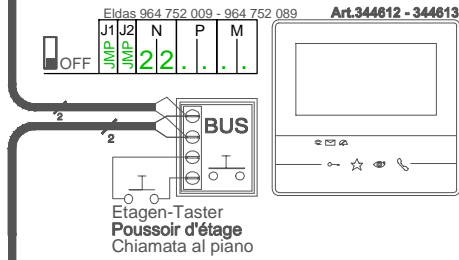 Eldas 964 752 009 - 964 752 089
Art.344612 - 344613
J1 J2 N P M
OFF JMP JMP 2 2 . . . .
2
BUS
2
Etagen-Taster
Poussoir d'étage
Chiamata al piano